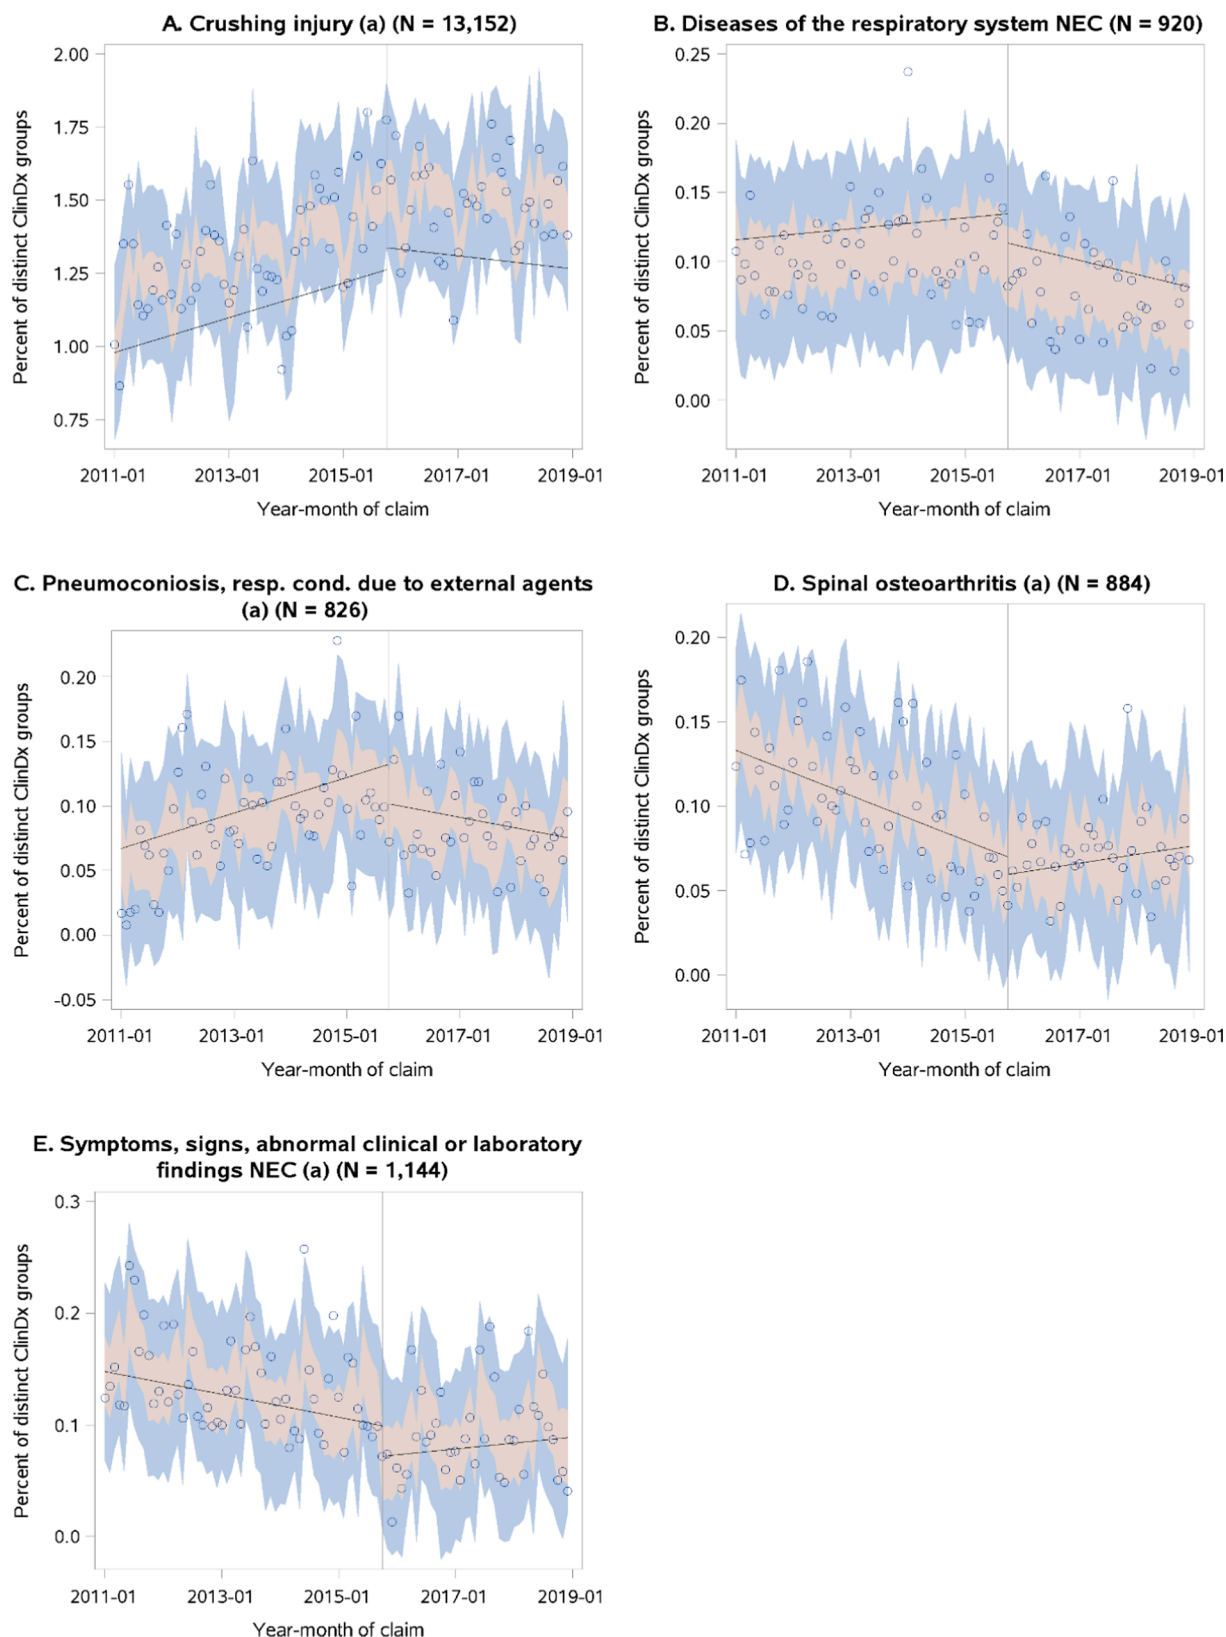 A. Crushing injury (a) (N = 13,152)
2.00
1.75
1.50
1.25
1.00
0.75
Percent of distinct ClinDx groups
2011-01 2013-01 2015-01 2017-01 2019-01
Year-month of claim
B. Diseases of the respiratory system NEC (N = 920)
0.25
0.20
0.15
0.10
0.05
0.00
Percent of distinct ClinDx groups
2011-01 2013-01 2015-01 2017-01 2019-01
Year-month of claim
C. Pneumoconiosis, resp. cond. due to external agents
(a) (N = 826)
0.20
0.15
0.10
0.05
0.00
-0.05
Percent of distinct ClinDx groups
2011-01 2013-01 2015-01 2017-01 2019-01
Year-month of claim
D. Spinal osteoarthritis (a) (N = 884)
0.20
0.15
0.10
0.05
0.00
Percent of distinct ClinDx groups
2011-01 2013-01 2015-01 2017-01 2019-01
Year-month of claim
E. Symptoms, signs, abnormal clinical or laboratory
findings NEC (a) (N = 1,144)
0.3
0.2
0.1
0.0
Percent of distinct ClinDx groups
2011-01 2013-01 2015-01 2017-01 2019-01
Year-month of claim